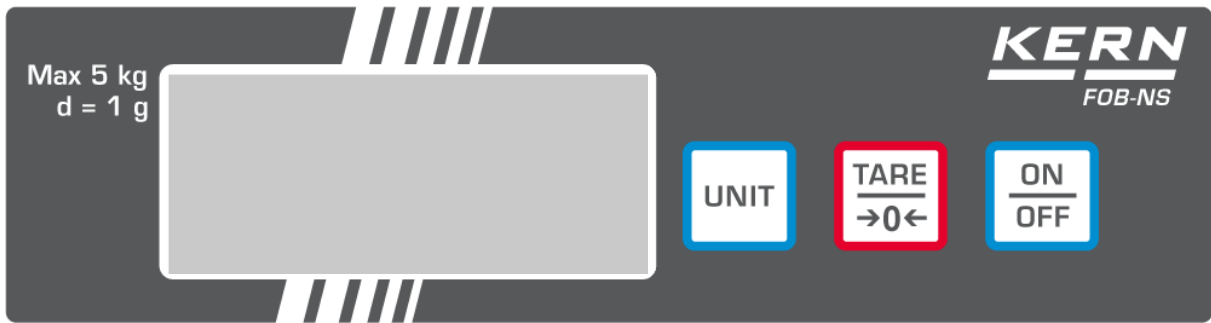 Max 5 kg
d = 1 g
KERN
FOB-NS
UNIT
TARE
→0←
ON
OFF